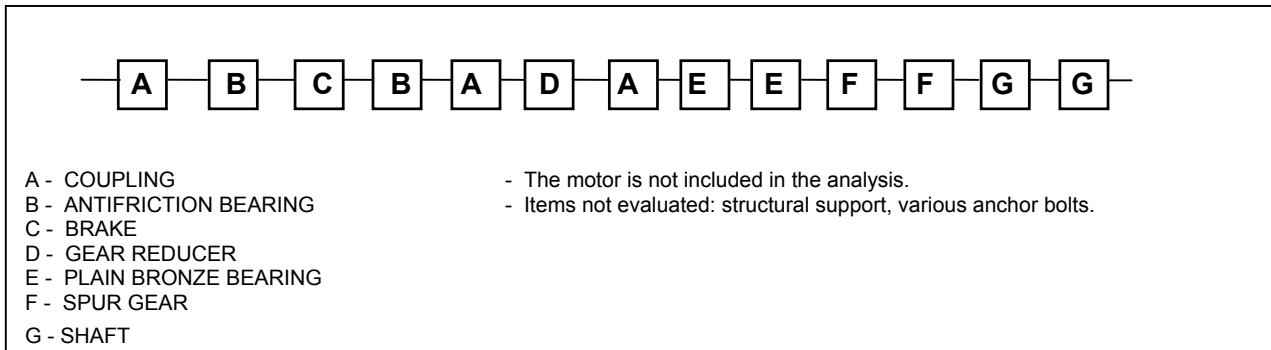 A B C B A D A E E F F G G
A - COUPLING
B - ANTIFRICTION BEARING
C - BRAKE
D - GEAR REDUCER
E - PLAIN BRONZE BEARING
F - SPUR GEAR
G - SHAFT
- The motor is not included in the analysis.
- Items not evaluated: structural support, various anchor bolts.